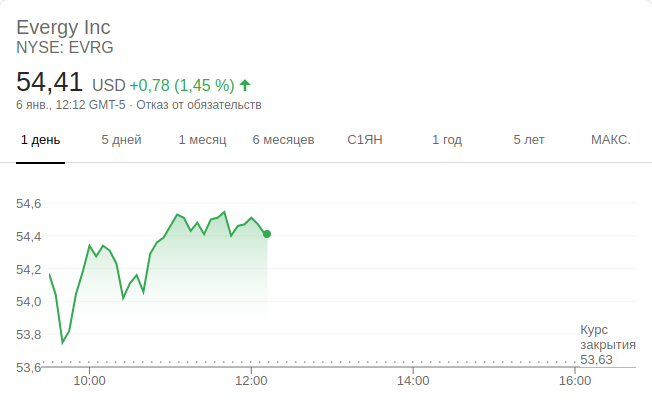 Evergy Inc
NYSE: EVRG
54,41 USD +0,78 (1,45 %)
6 янв., 12:12 GMT-5 · Отказ от обязательств
1 день 5 дней 1 месяц 6 месяцев С1ЯН 1 год 5 лет МАКС.
54,6
54,4
54,2
54,0
53,8
53,6
Курс
закрытия
53,63
10:00 12:00 14:00 16:00